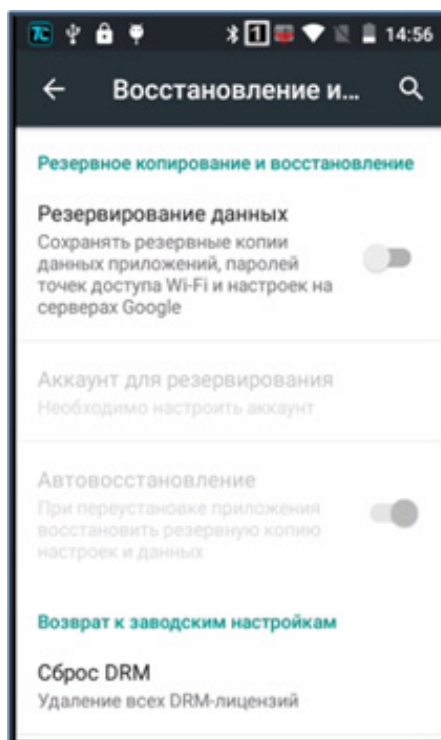 TC 1 14:56
Восстановление и...
Резервное копирование и восстановление
Резервирование данных
Сохранять резервные копии
данных приложений, паролей
точек доступа Wi-Fi и настроек на
серверах Google
Аккаунт для резервирования
Необходимо настроить аккаунт
Автовосстановление
При переустановке приложения
восстановить резервную копию
настроек и данных
Возврат к заводским настройкам
Сброс DRM
Удаление всех DRM-лицензий